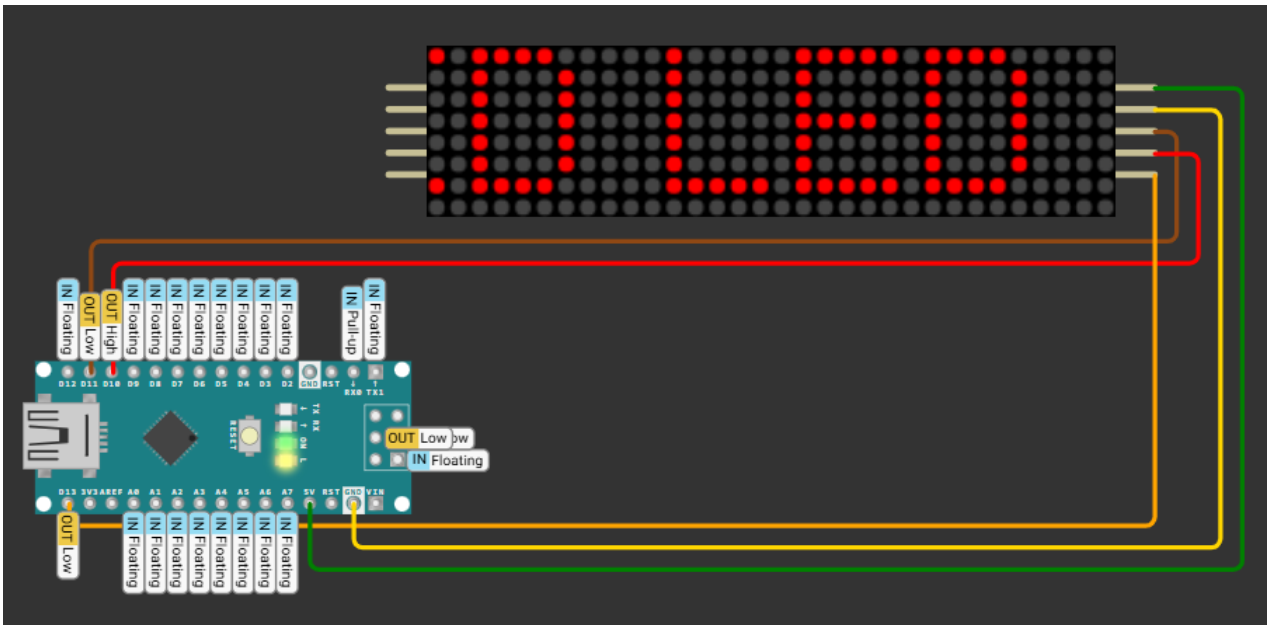 D LED
IN Floating
OUT Low
OUT High
IN Floating
IN Floating
IN Floating
IN Floating
IN Floating
IN Floating
IN Floating
IN Floating
IN Pull-up
IN Floating
D12 D11 D10 D9 D8 D7 D6 D5 D4 D3 D2 GND RST ↓ ↑
RX0 TX1
RESET
TX ↓
RX ↑
ON
L
OUT Low
IN Floating
D13 3V3 AREF A0 A1 A2 A3 A4 A5 A6 A7 5V RST GND VIN
OUT Low
IN Floating
IN Floating
IN Floating
IN Floating
IN Floating
IN Floating
IN Floating
IN Floating